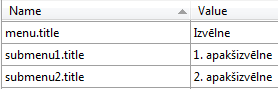 Name Value
menu.title Izvēlne
submenu1.title 1. apakšizvēlne
submenu2.title 2. apakšizvēlne